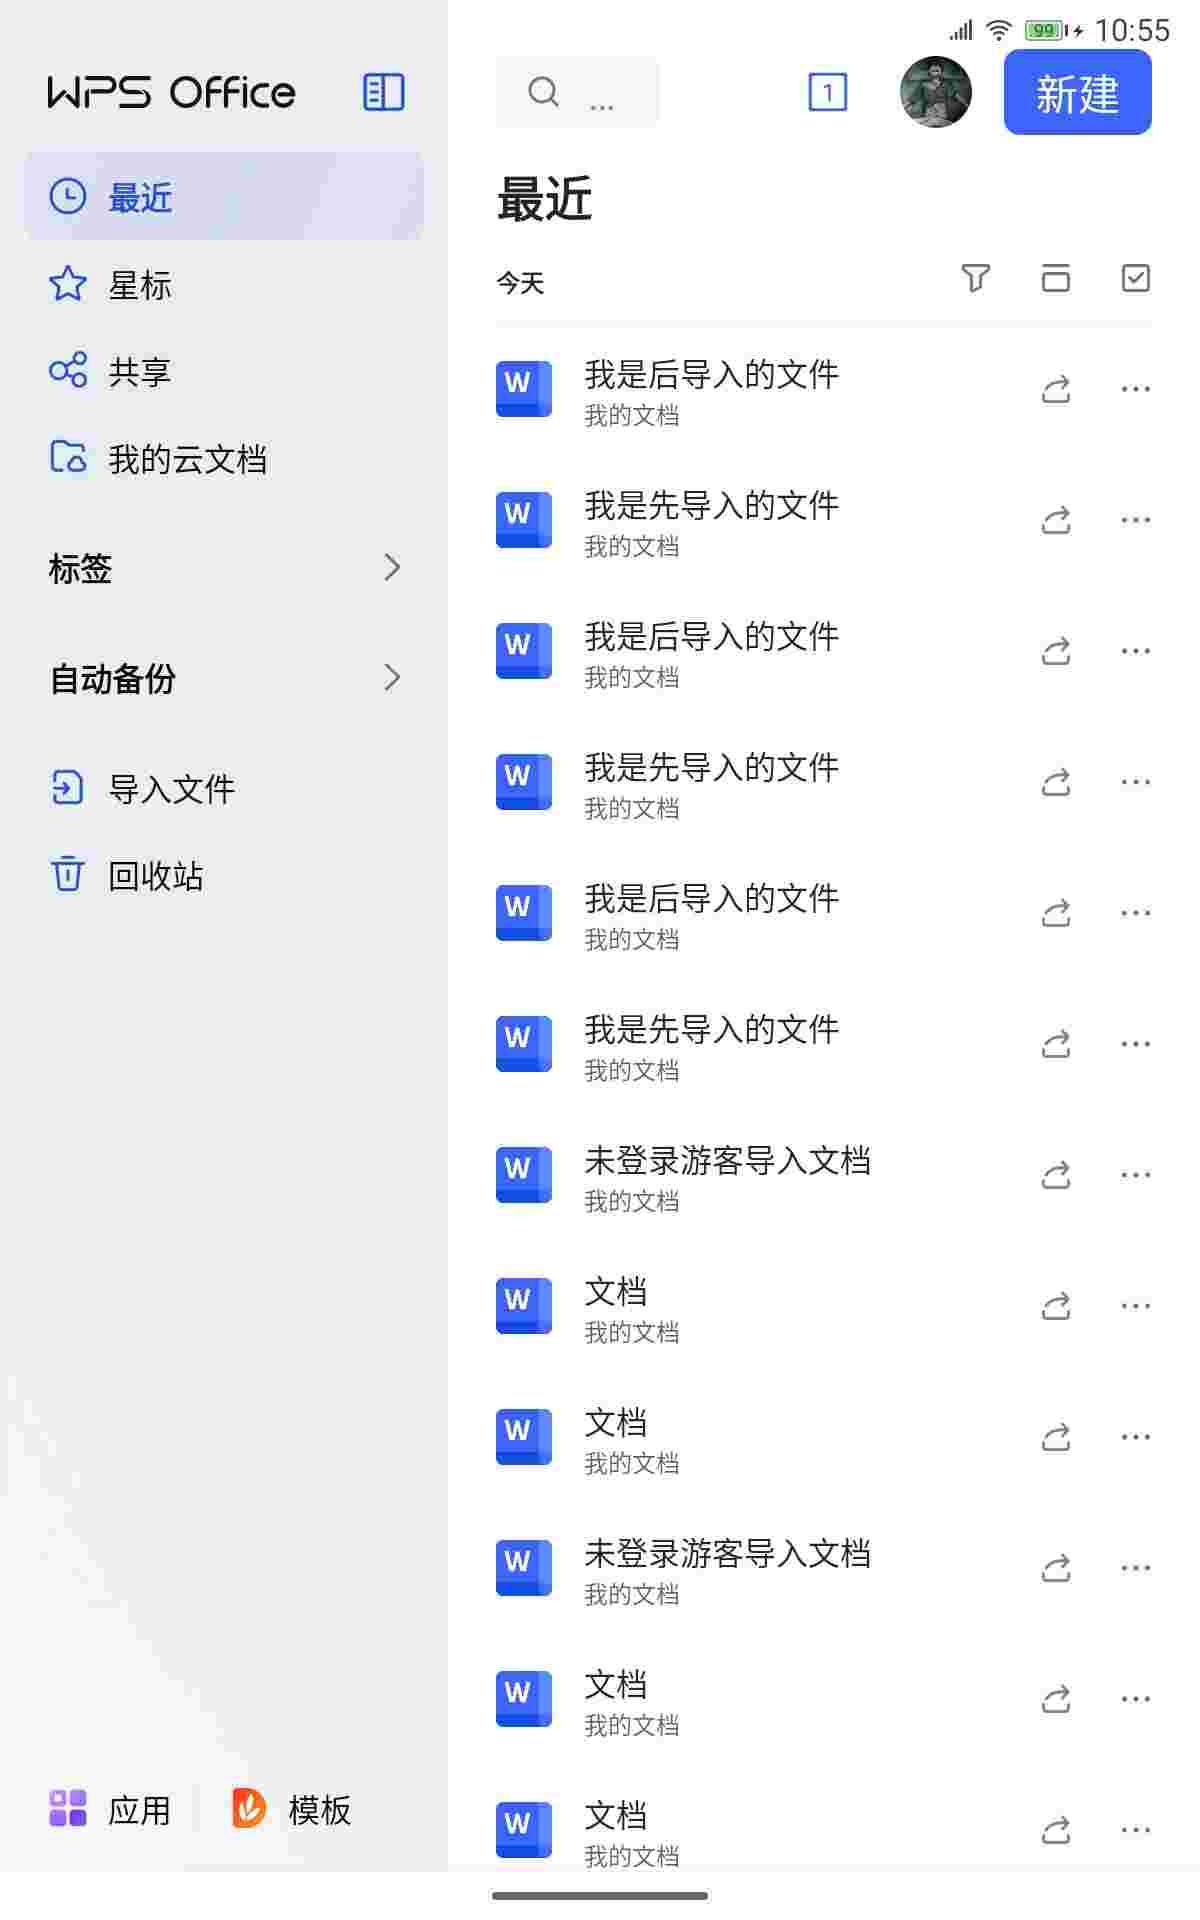 99 10:55
WPS Office
... 1 新建
最近
星标
共享
我的云文档
标签
自动备份
导入文件
回收站
应用
模板
最近
今天
W 我是后导入的文件
我的文档
W 我是先导入的文件
我的文档
W 我是后导入的文件
我的文档
W 我是先导入的文件
我的文档
W 我是后导入的文件
我的文档
W 我是先导入的文件
我的文档
W 未登录游客导入文档
我的文档
W 文档
我的文档
W 文档
我的文档
W 未登录游客导入文档
我的文档
W 文档
我的文档
W 文档
我的文档